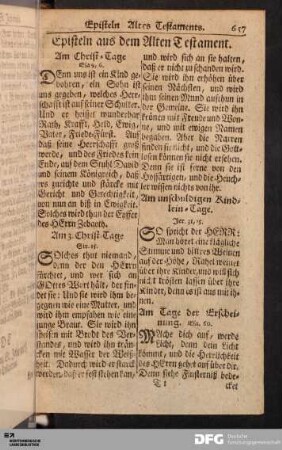 Episteln Altes Testaments. 657
Episteln aus dem Alten Testament.
Am Christ-Tage
Esa. 9, 6.
Denn uns ist ein Kind ge-
bohren, ein Sohn ist
uns gegeben, welches Herr-
schafft ist auf seiner Schulter.
Und er heisset wunderbar,
Rath, Krafft, Held, Ewig,
Vater, Friede-Fürst. Auf
daß seine Herrschafft groß
werde, und des Friedes kein
Ende, auf dem Stuhl David
und seinem Königreich, daß
ers zurichte und stärcke mit
Gericht und Gerechtigkeit,
von nun an biß in Ewigkeit.
Solches wird thun der Eyffer
des HErrn Zebaoth.
Am 3. Christ-Tage
Sir. 15.
SOlches thut niemand,
denn der den HErrn
fürchtet, und wer sich an
GOttes Wort hält, der fin-
det sie: Und sie wird ihm be-
gegnen wie eine Mutter, und
wird ihn empfahen wie eine
junge Braut. Sie wird ihn
speisen mit Brodt des Ver-
standes, und wird ihn trän-
cken mit Wasser der Weiß-
heit. Dadurch wird er starck
werden, daß er fest stehen kan,
und wird sich an sie halten,
daß er nicht zu schanden wird.
Sie wird ihn erhöhen über
seinen Nächsten, und wird
ihm seinen Mund aufthun in
der Gemeine. Sie wird ihn
krönen mit Freude und Won-
ne, und mit ewigen Namen
begaben. Aber die Narren
finden sie nicht, und die Gott-
losen können sie nicht ersehen.
Denn sie ist ferne von den
Hoffärtigen, und die Heuch-
ler wissen nichts von ihr.
Am unschuldigen Kind-
lein-Tage.
Jer. 31, 15.
SO spricht der HERR:
Man höret eine klägliche
Stimme und bitters Weinen
auf der Höhe, Rahel weinet
über ihre Kinder, und will sich
nicht trösten lassen über ihre
Kinder, denn es ist aus mit ih-
nen.
Am Tage der Erschei-
nung. Esa. 60.
MAche dich auf, werde
Licht, denn dein Licht
kömmt, und die Herrlichkeit
des HErrn gehet auf über dir.
Denn siehe Finsterniß bede-
cket
DFG
Deutsche
Forschungsgemeinschaft